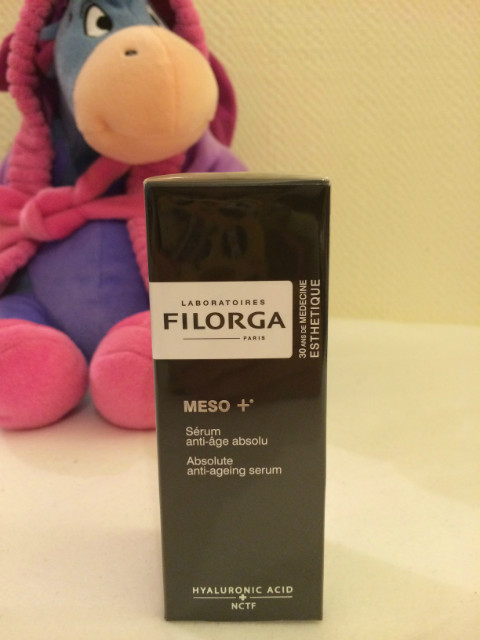 LABORATOIRES
FILORGA
PARIS
30 ANS DE MEDECINE
ESTHETIQUE
MESO +
Sérum
anti-âge absolu
Absolute
anti-ageing serum
HYALURONIC ACID
+
NCTF